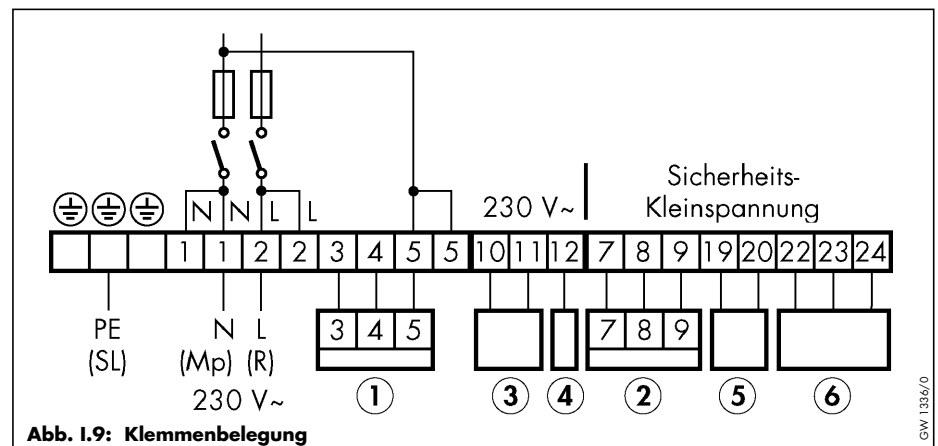 Sicherheits-
230 V~ Kleinspannung
N N L L
1 1 2 2 3 4 5 5 10 11 12 7 8 9 19 20 22 23 24
PE N L 3 4 5 7 8 9
(SL) (Mp) (R)
230 V~ 1 3 4 2 5 6
Abb. I.9: Klemmenbelegung
GW 1336/0